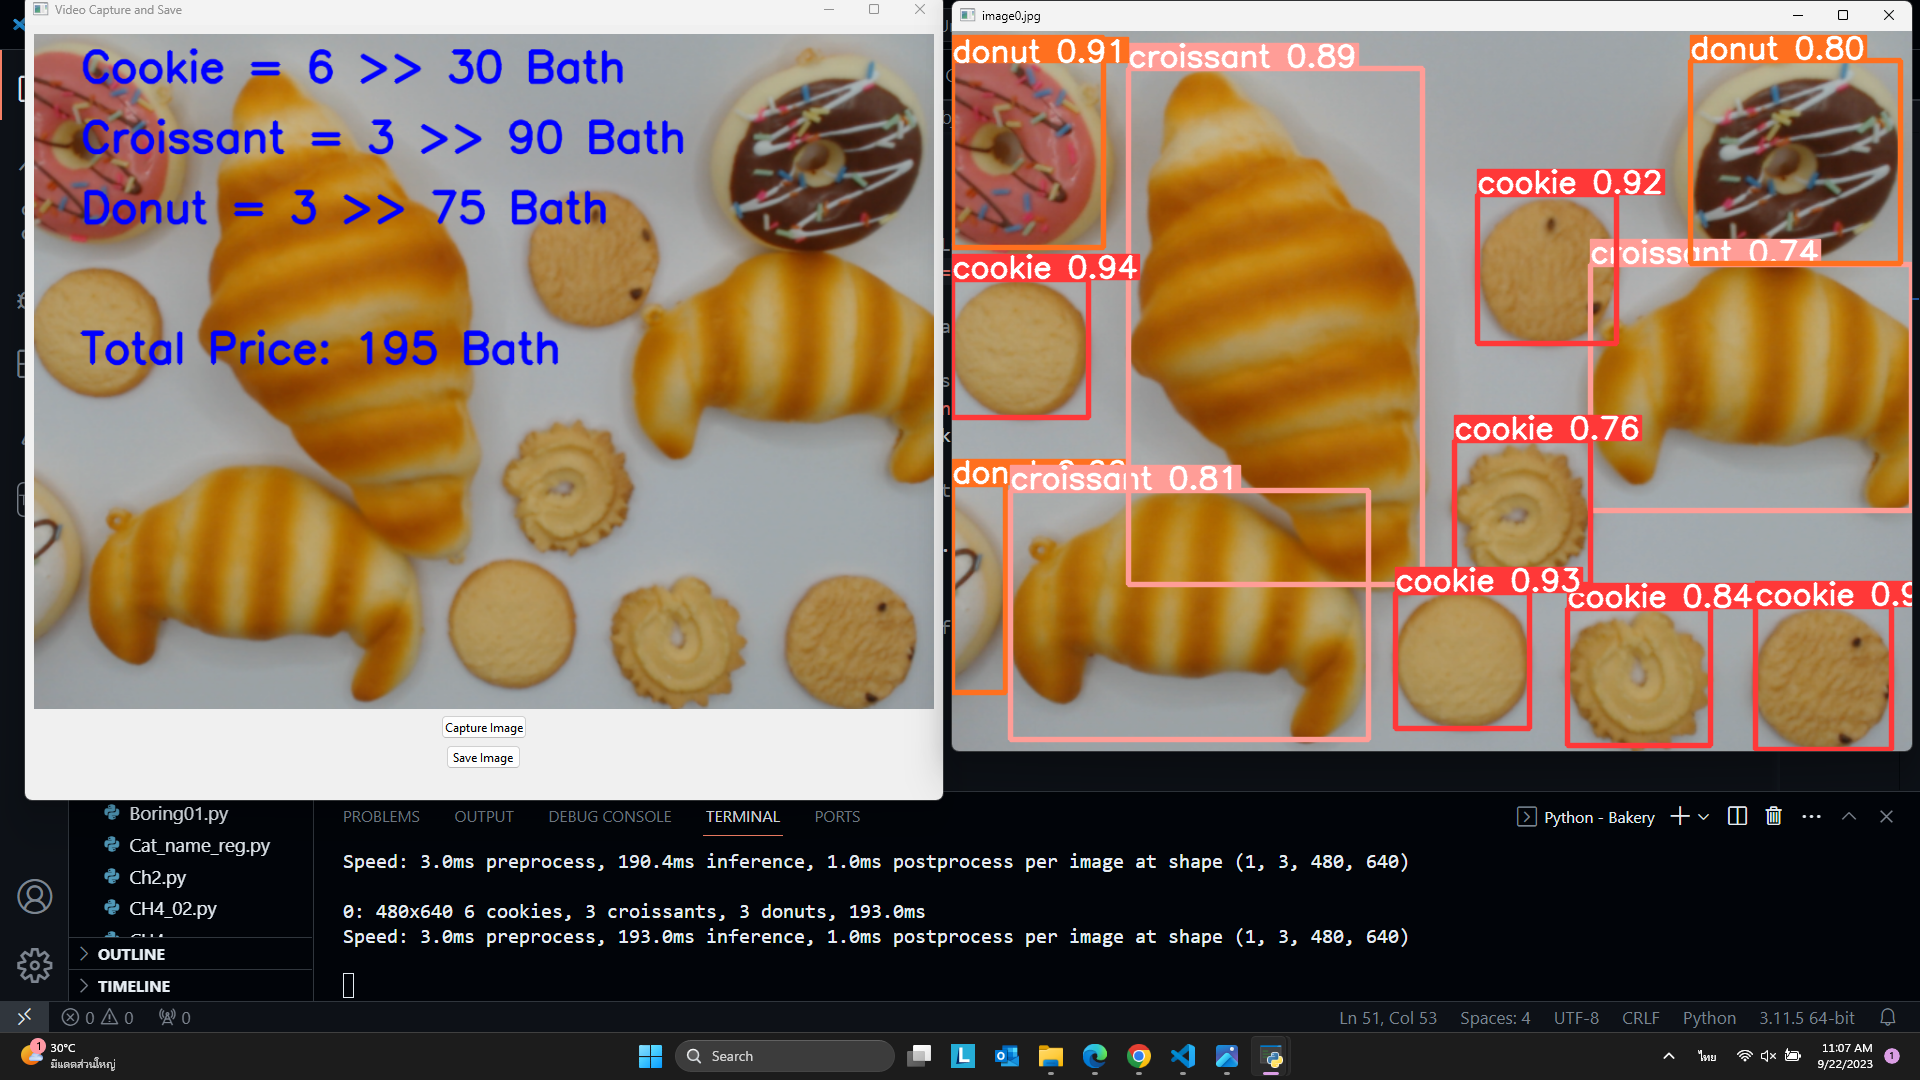 Video Capture and Save
Cookie = 6 >> 30 Bath
Croissant = 3 >> 90 Bath
Donut = 3 >> 75 Bath
Total Price: 195 Bath
Capture Image
Save Image
image0.jpg
donut 0.91
croissant 0.89
donut 0.80
cookie 0.92
croissant 0.74
cookie 0.94
cookie 0.76
croissant 0.81
cookie 0.93
cookie 0.84
cookie
Boring01.py
Cat_name_reg.py
Ch2.py
CH4_02.py
OUTLINE
TIMELINE
PROBLEMS OUTPUT DEBUG CONSOLE TERMINAL PORTS
Python - Bakery
Speed: 3.0ms preprocess, 190.4ms inference, 1.0ms postprocess per image at shape (1, 3, 480, 640)
0: 480x640 6 cookies, 3 croissants, 3 donuts, 193.0ms
Speed: 3.0ms preprocess, 193.0ms inference, 1.0ms postprocess per image at shape (1, 3, 480, 640)
0 0 0
Ln 51, Col 53 Spaces: 4 UTF-8 CRLF Python 3.11.5 64-bit
1
30°C
มีแดดส่วนใหญ่
Search
L
ไทย
11:07 AM
9/22/2023
1